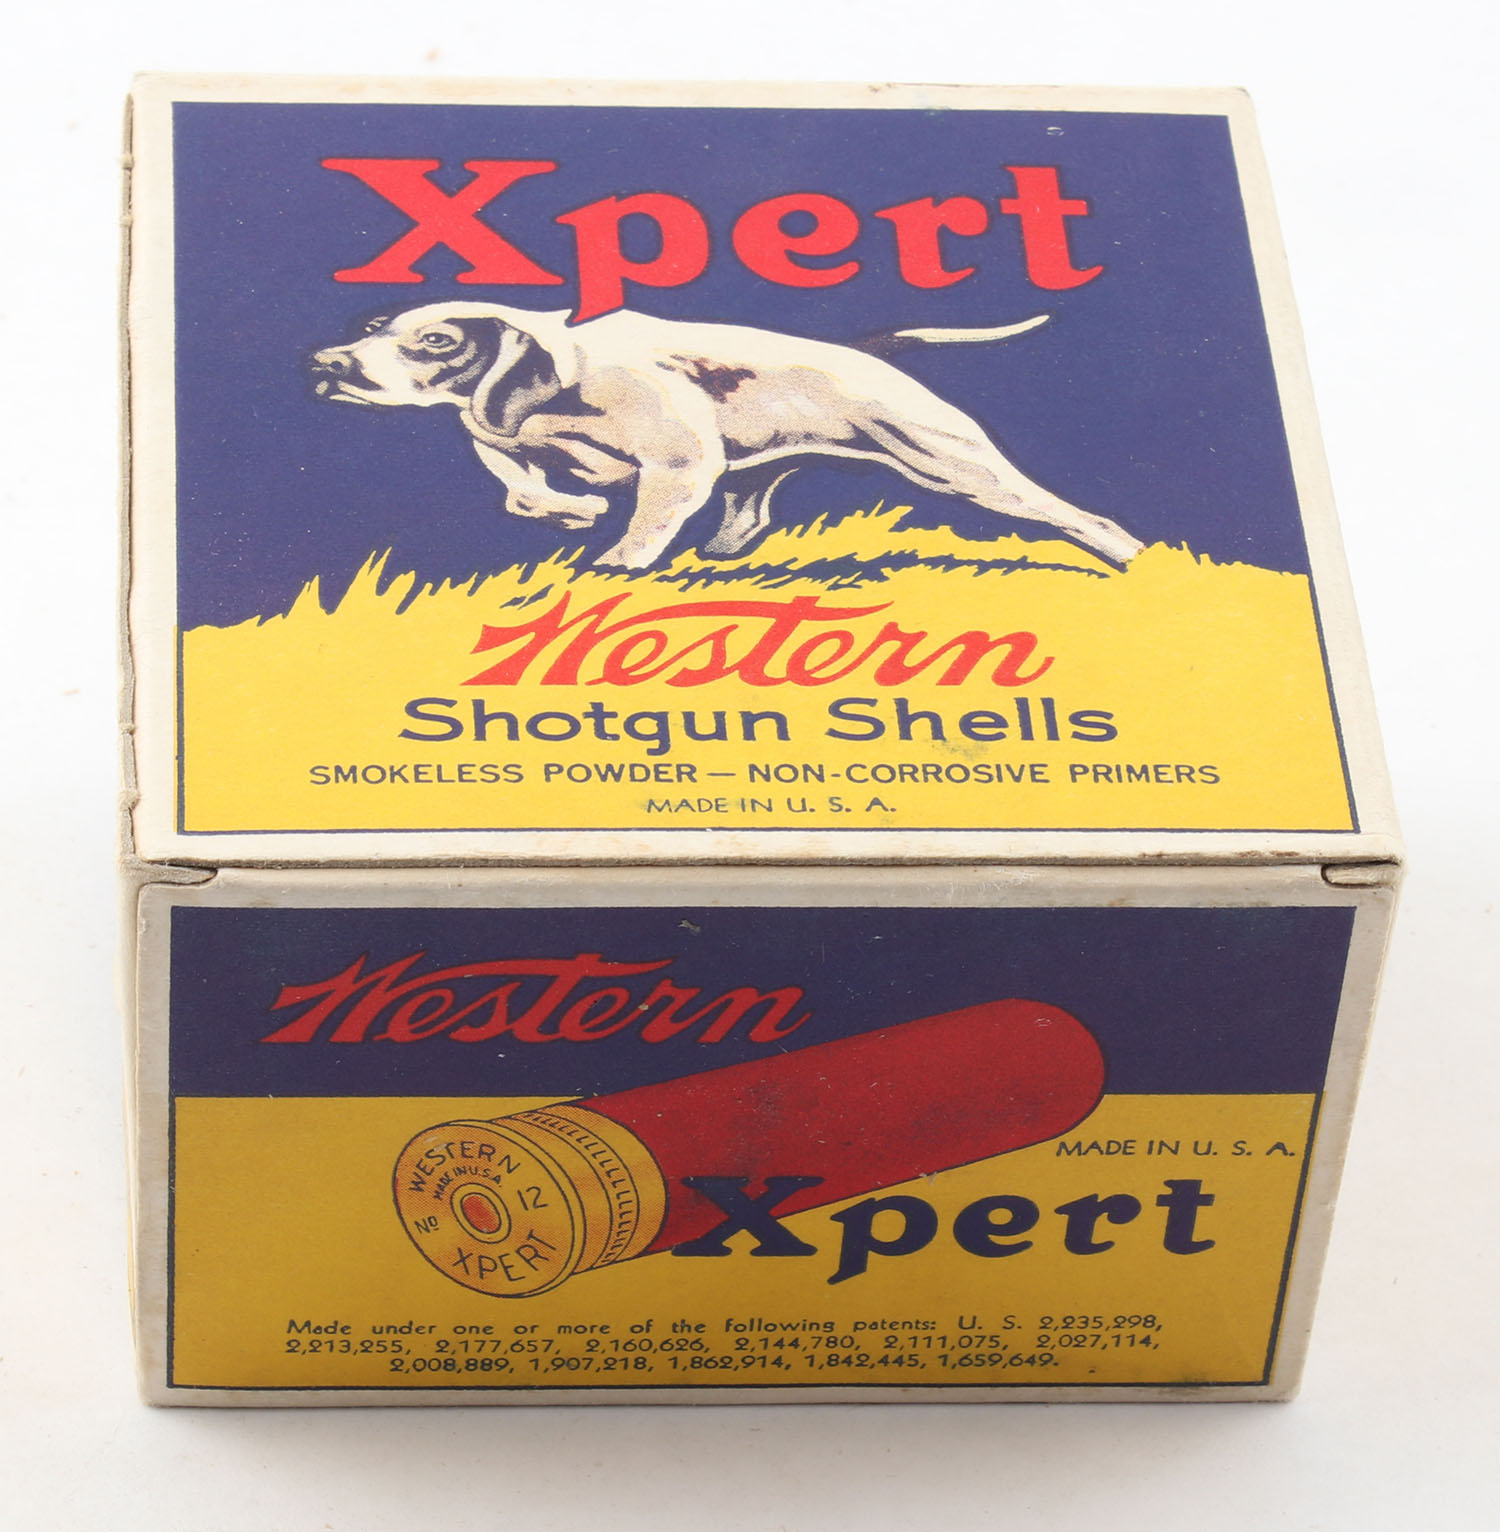 Xpert
Western
Shotgun Shells
SMOKELESS POWDER — NON-CORROSIVE PRIMERS
MADE IN U. S. A.
Western
WESTERN
MADE IN U.S.A.
No 12
XPERT
MADE IN U. S. A.
Xpert
Made under one or more of the following patents: U. S. 2,235,298,
2,213,255, 2,177,657, 2,160,626, 2,144,780, 2,111,075, 2,027,114,
2,008,889, 1,907,218, 1,862,914, 1,842,445, 1,659,649.